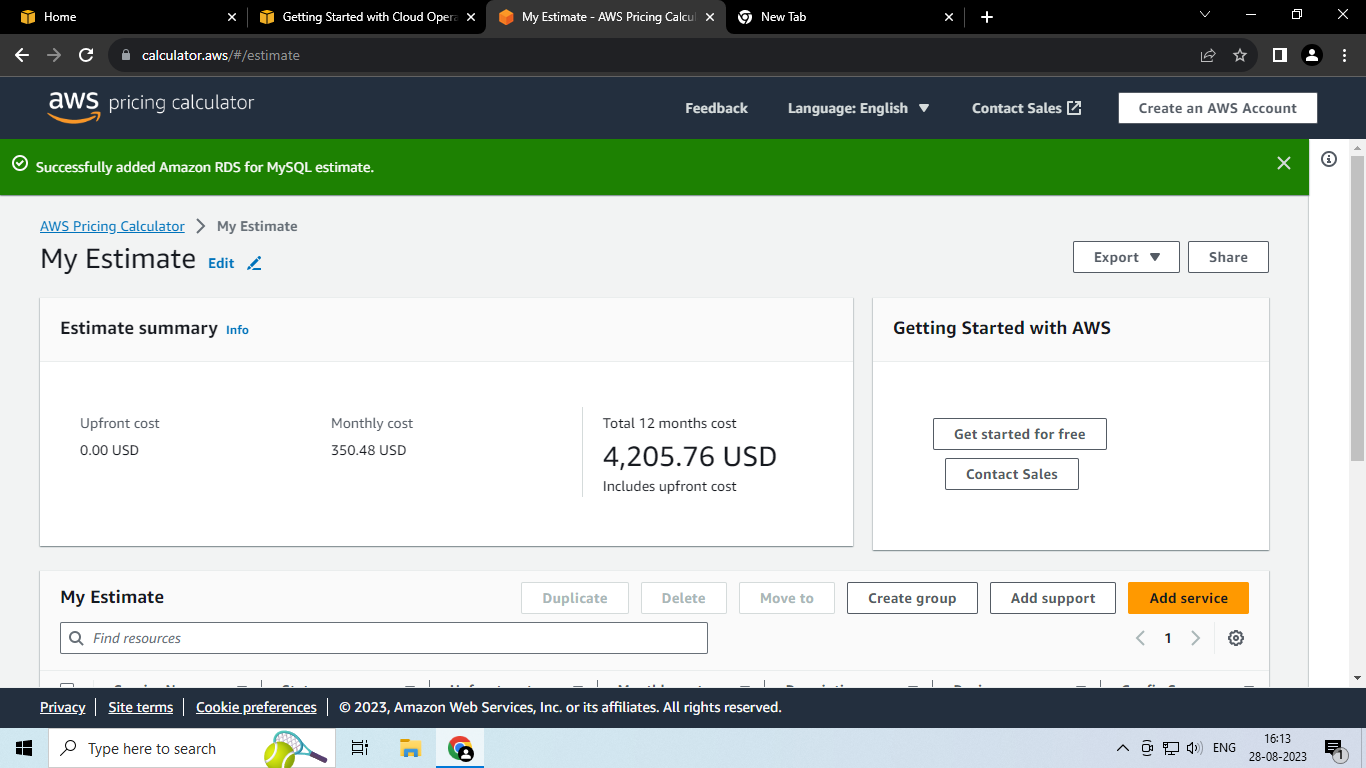 Home
Getting Started with Cloud Opera
My Estimate - AWS Pricing Calcul
New Tab
calculator.aws/#/estimate
aws pricing calculator
Feedback
Language: English
Contact Sales
Create an AWS Account
Successfully added Amazon RDS for MySQL estimate.
AWS Pricing Calculator
My Estimate
My Estimate
Edit
Export
Share
Estimate summary
Info
Getting Started with AWS
Upfront cost
Monthly cost
Total 12 months cost
0.00 USD
350.48 USD
4,205.76 USD
Includes upfront cost
Get started for free
Contact Sales
My Estimate
Duplicate
Delete
Move to
Create group
Add support
Add service
Find resources
1
Privacy
Site terms
Cookie preferences
© 2023, Amazon Web Services, Inc. or its affiliates. All rights reserved.
Type here to search
ENG
16:13
28-08-2023
1